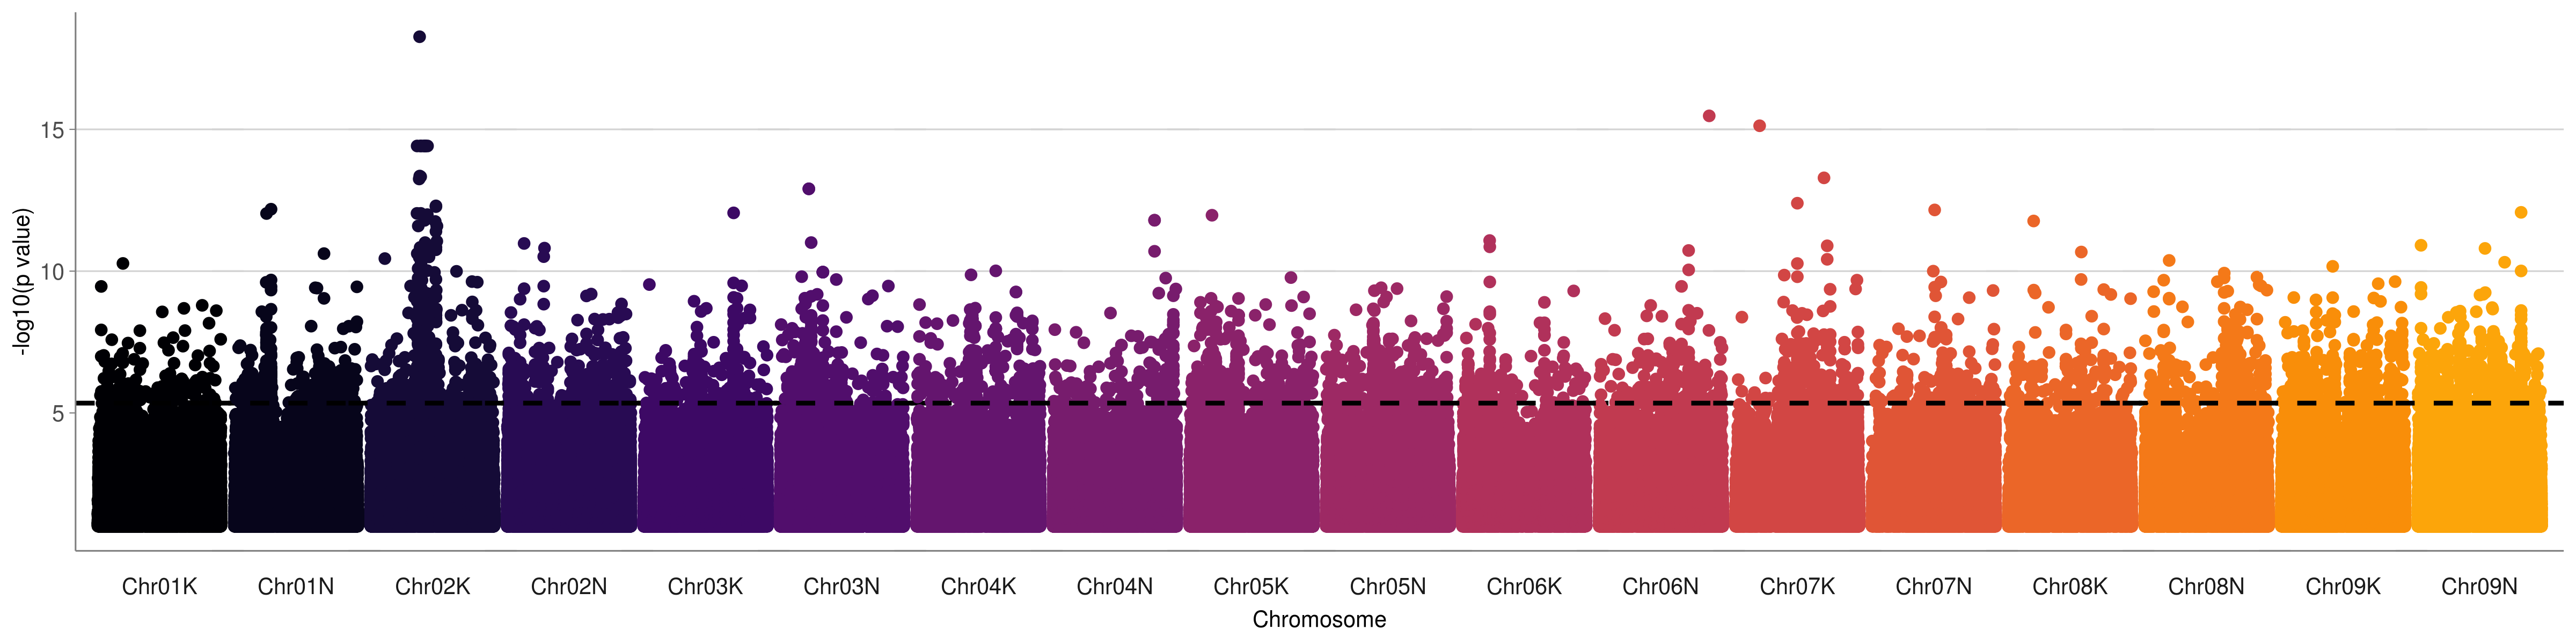 -log10(p value)
15
10
5
Chr01K Chr01N Chr02K Chr02N Chr03K Chr03N Chr04K Chr04N Chr05K Chr05N Chr06K Chr06N Chr07K Chr07N Chr08K Chr08N Chr09K Chr09N
Chromosome